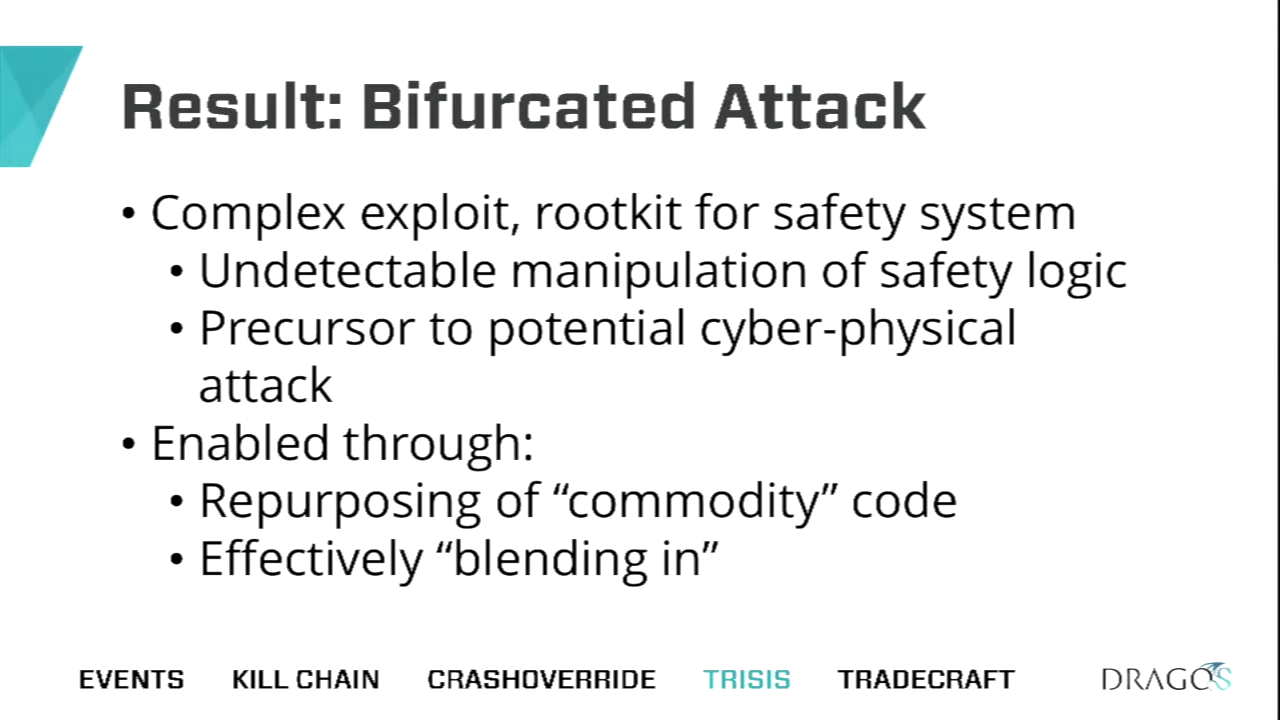 Result: Bifurcated Attack
• Complex exploit, rootkit for safety system
• Undetectable manipulation of safety logic
• Precursor to potential cyber-physical
attack
• Enabled through:
• Repurposing of “commodity” code
• Effectively “blending in”
EVENTS KILL CHAIN CRASHOVERRIDE TRISIS TRADECRAFT DRAGOS